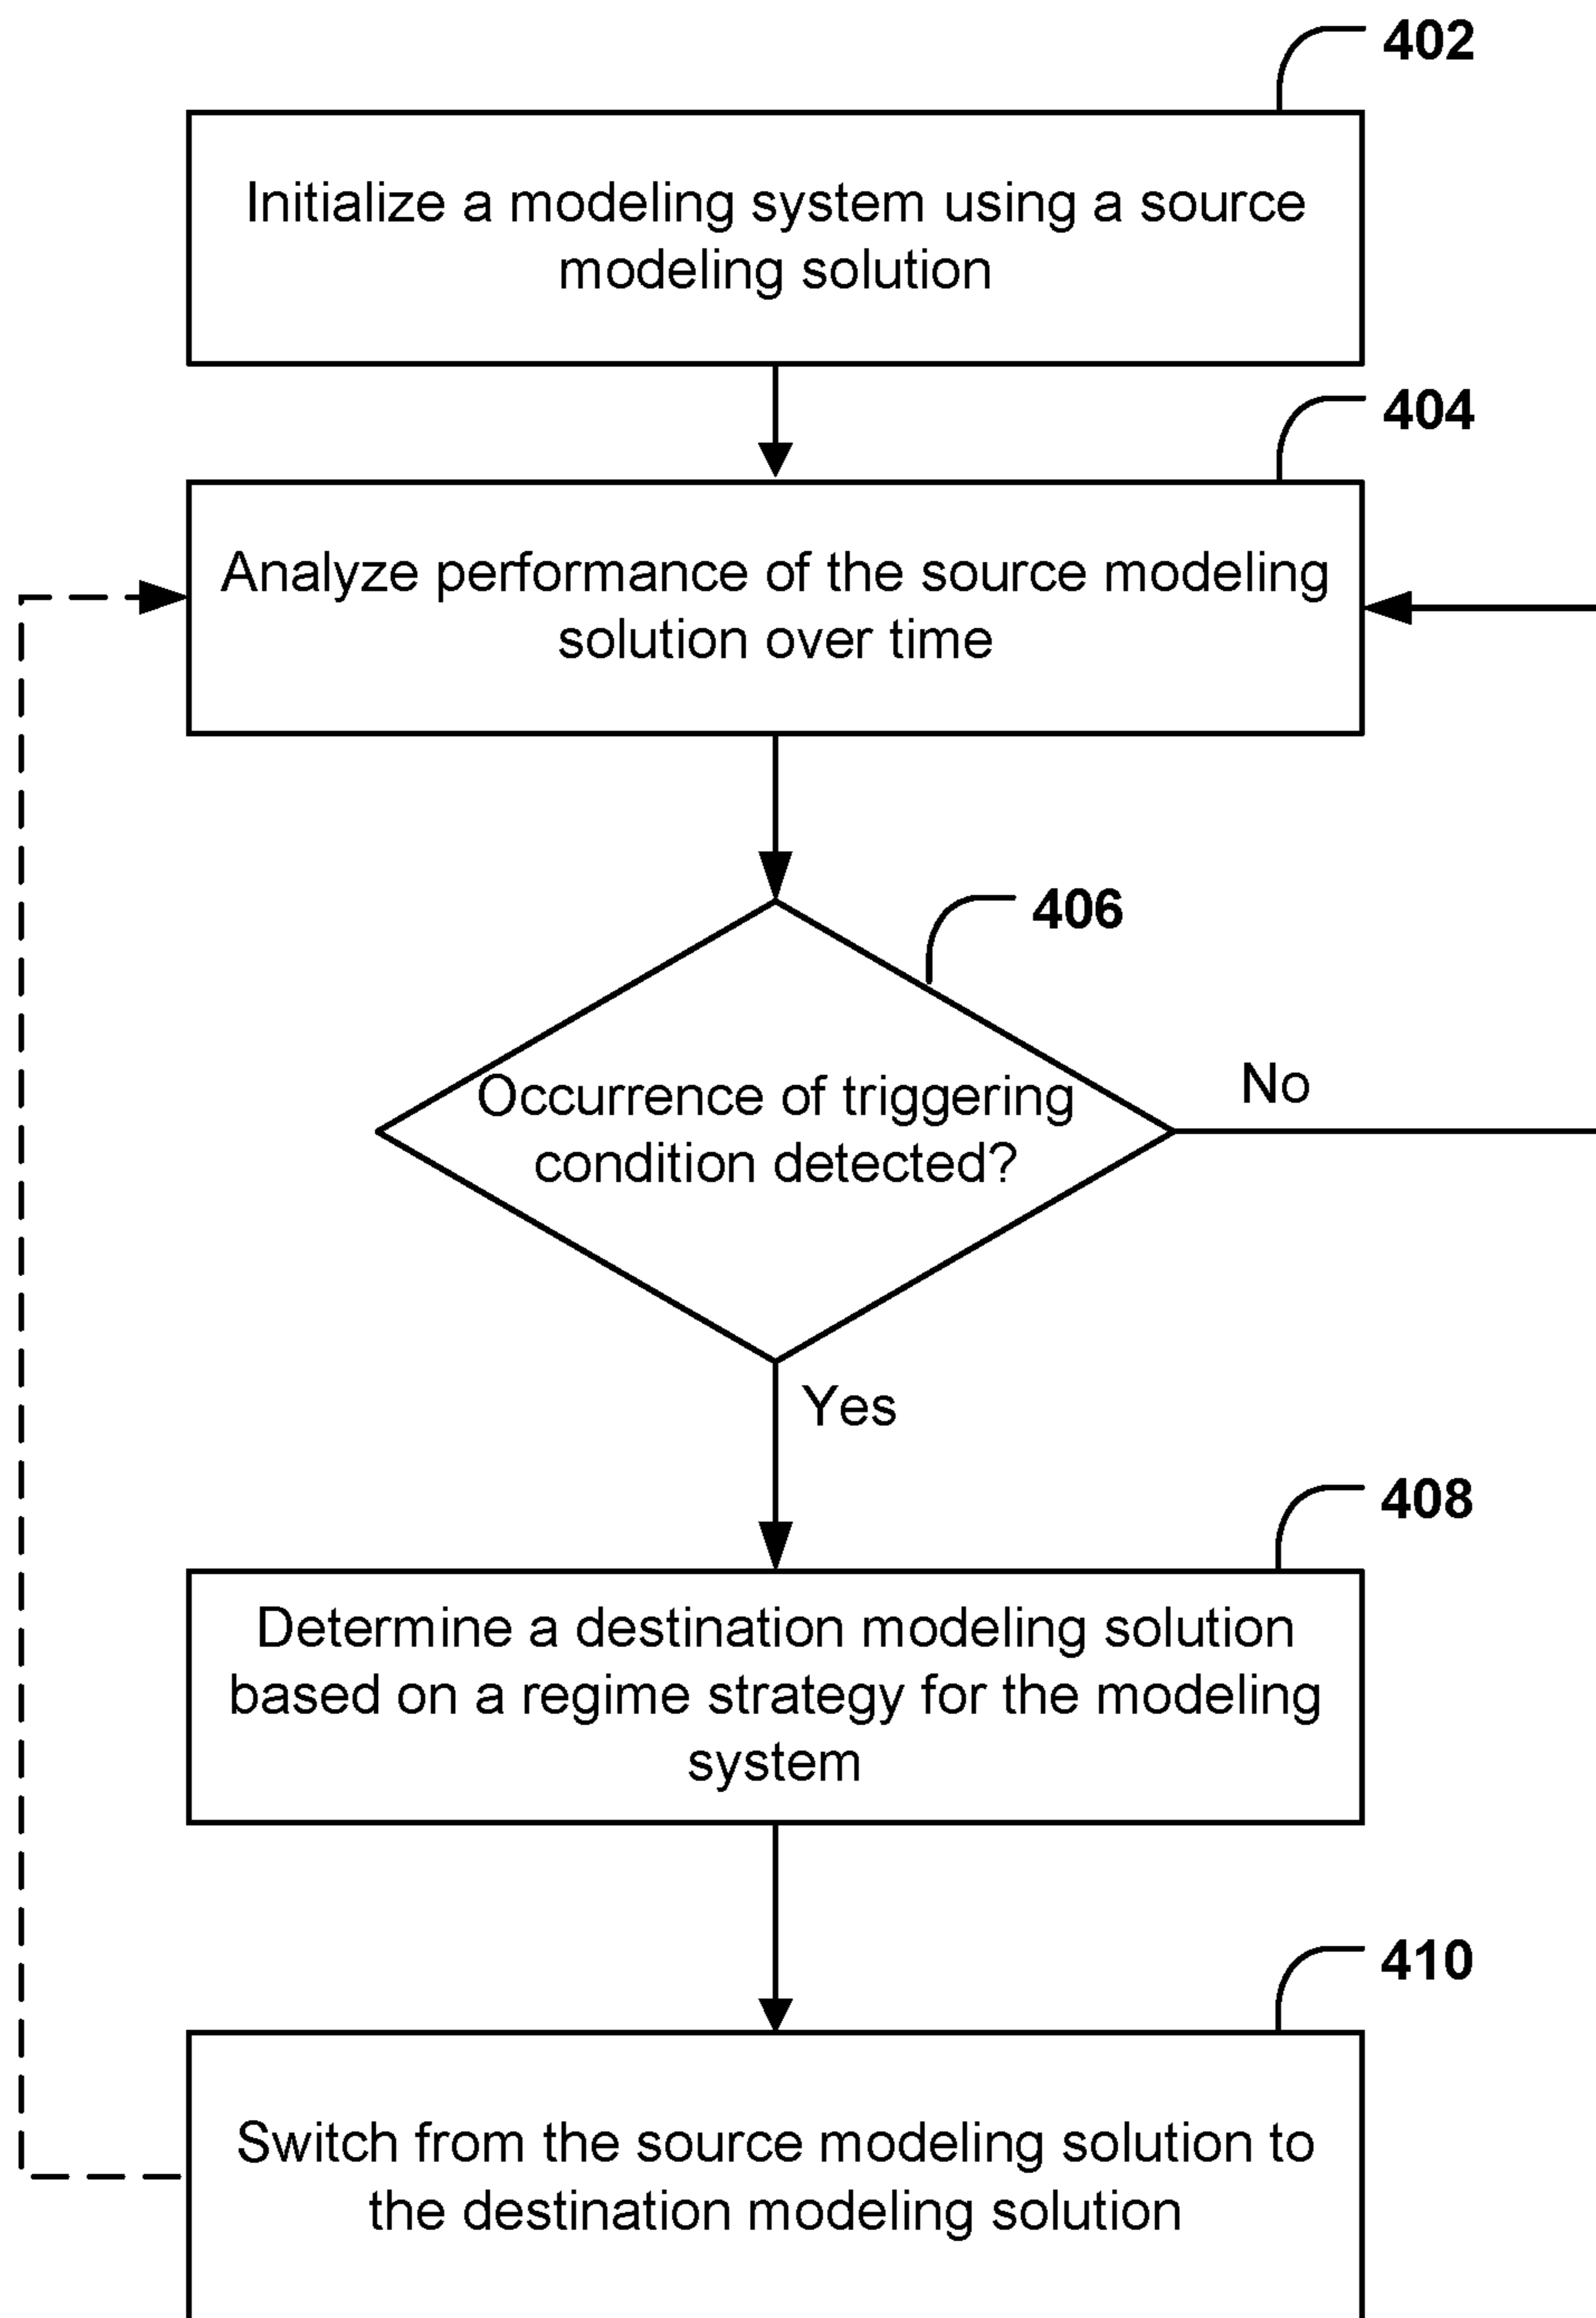 402
Initialize a modeling system using a source
modeling solution
404
Analyze performance of the source modeling
solution over time
406
Occurrence of triggering
condition detected?
No
Yes
408
Determine a destination modeling solution
based on a regime strategy for the modeling
system
410
Switch from the source modeling solution to
the destination modeling solution